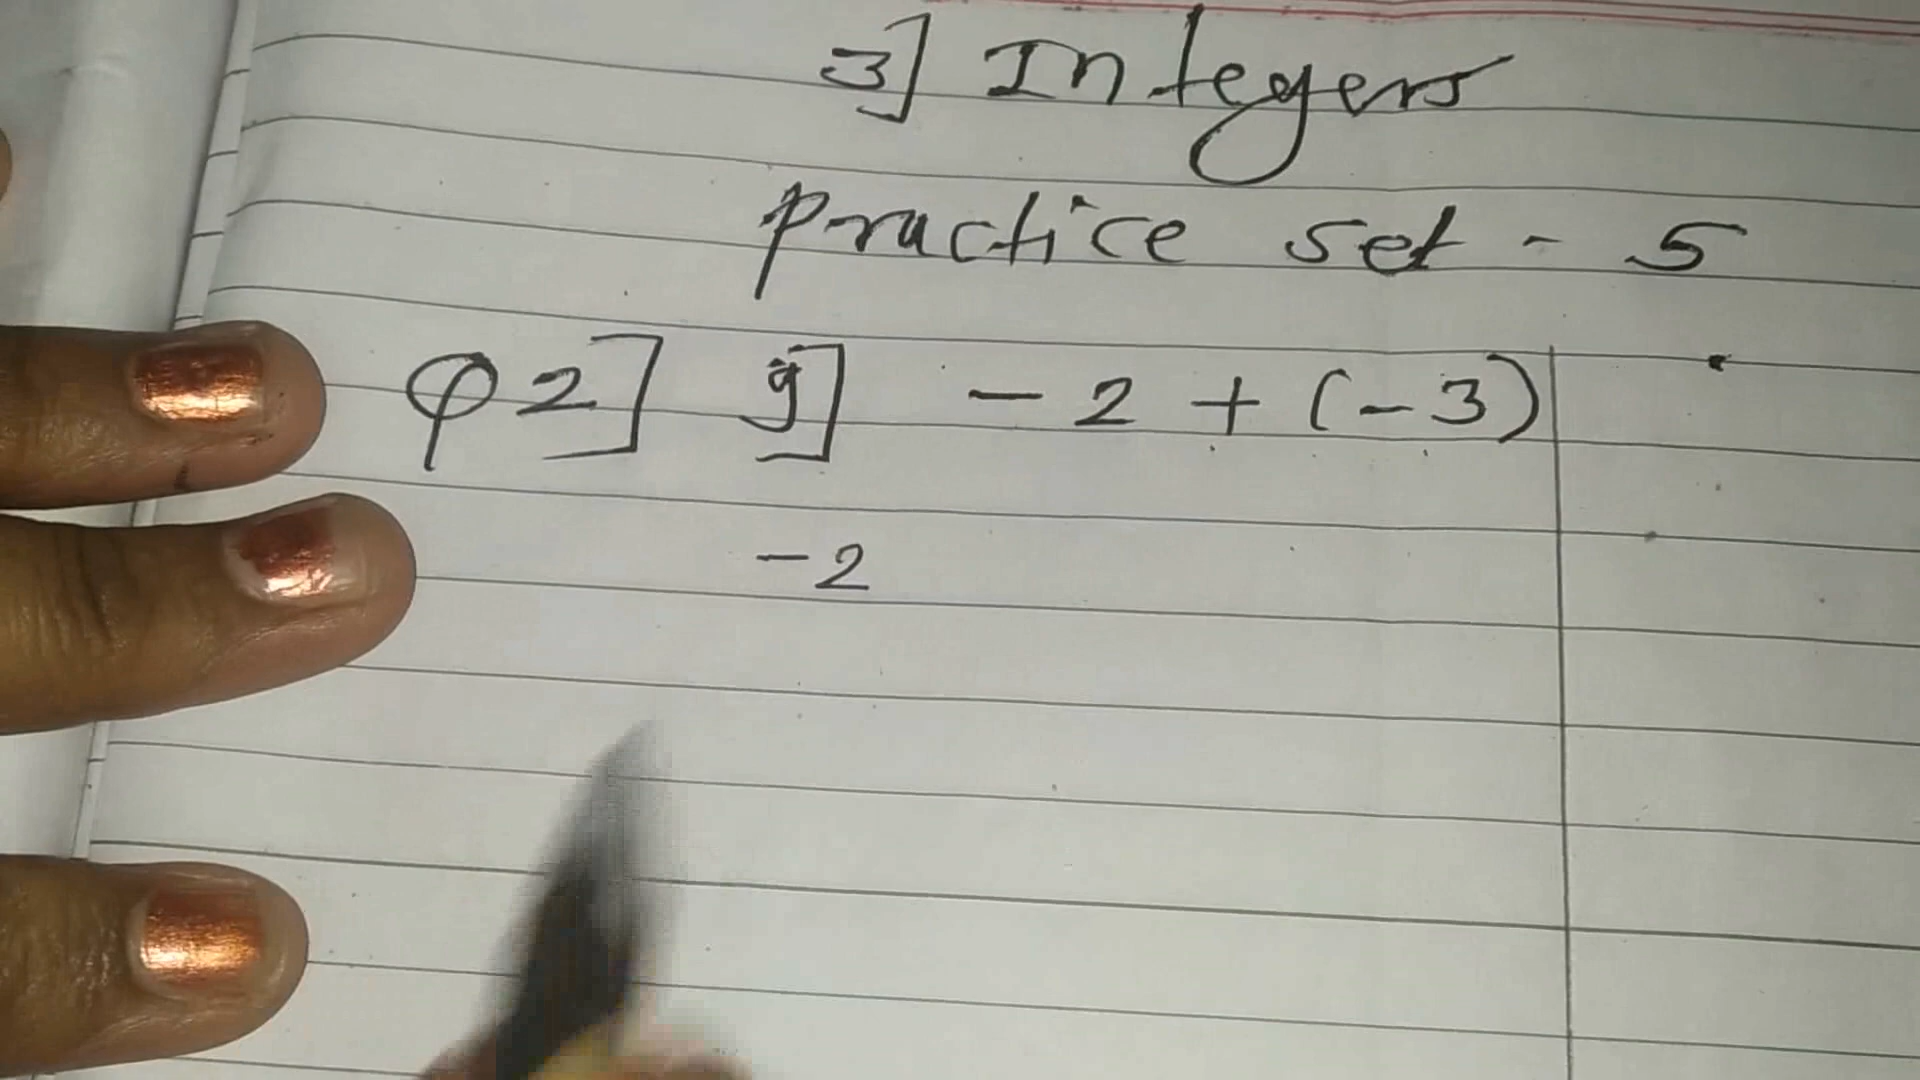 3] Integers
practice set - 5
Q2] g] - 2 + (-3)
-2